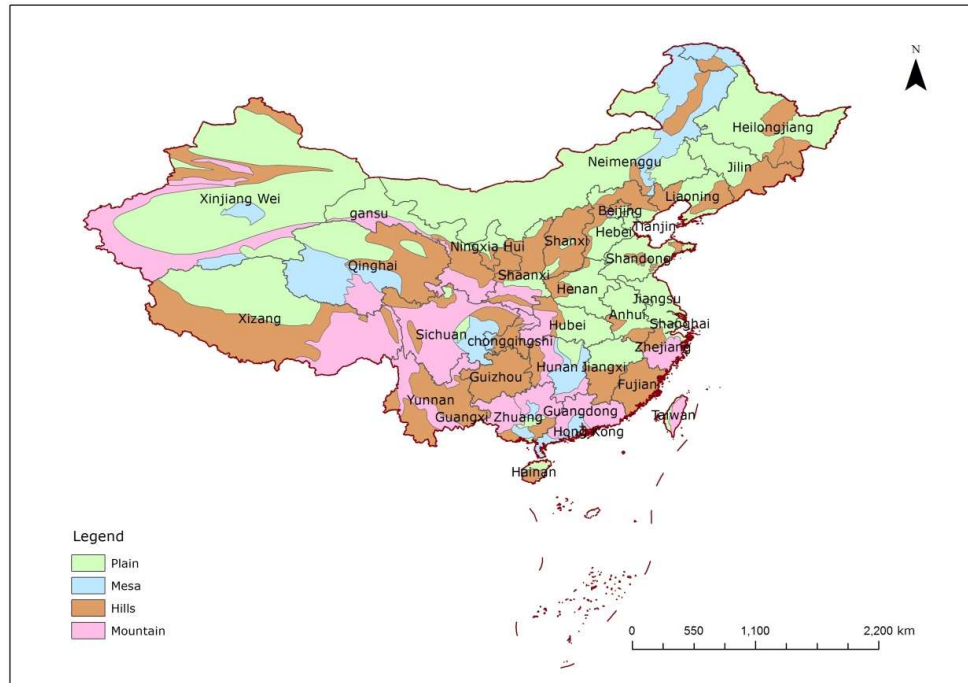 N
Heilongjiang
Neimenggu
Jilin
Xinjiang Wei
Liaoning
gansu
Beijing
Tianjin
Hebei
Ningxia Hui
Shanxi
Shandong
Qinghai
Shaanxi
Henan
Jiangsu
Xizang
Anhui
Shanghai
Hubei
Sichuan
chongqingshi
Zhejiang
Hunan
Jiangxi
Guizhou
Fujian
Yunnan
Guangxi Zhuang
Guangdong
Taiwan
Hong Kong
Hainan
Legend
Plain
Mesa
Hills
Mountain
0 550 1,100 2,200 km